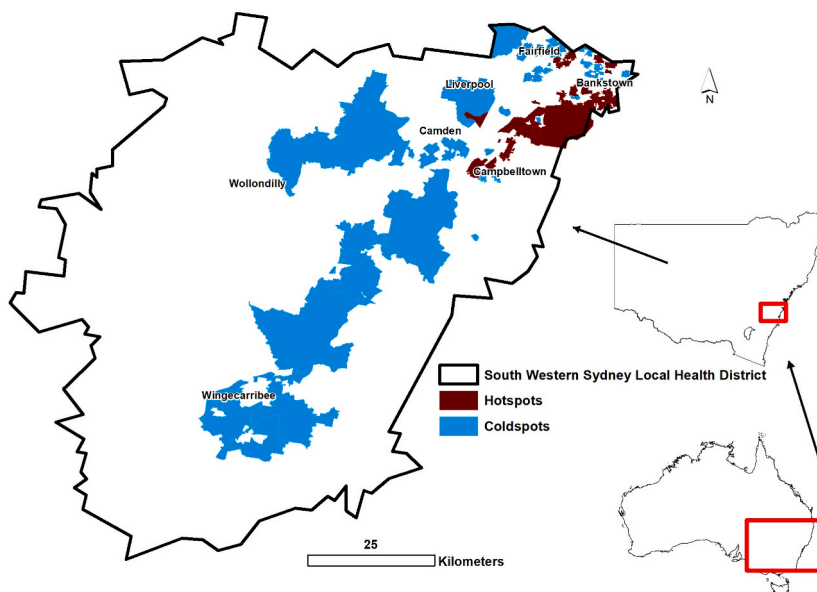 Fairfield
Bankstown
Liverpool
N
Camden
Campbelltown
Wollondilly
South Western Sydney Local Health District
Hotspots
Wingecarribee
Coldspots
25
Kilometers